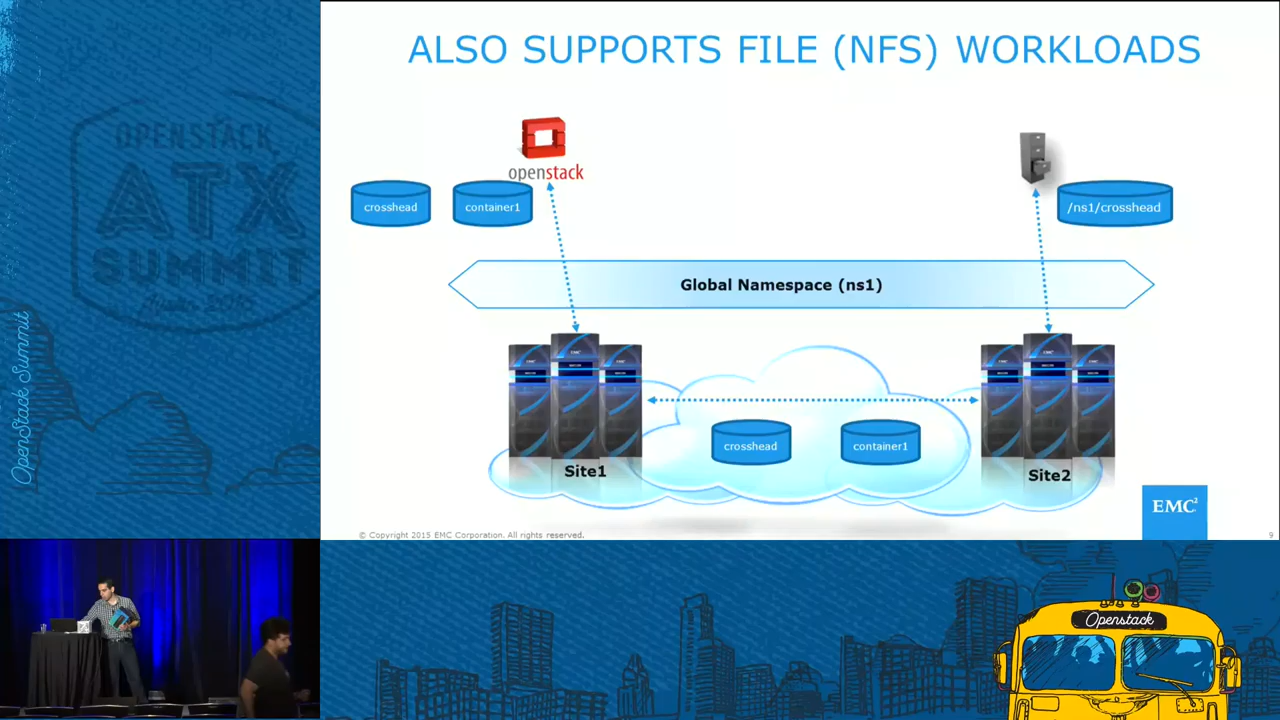 ALSO SUPPORTS FILE (NFS) WORKLOADS
openstack
crosshead
container1
/ns1/crosshead
Global Namespace (ns1)
crosshead
container1
Site1
Site2
EMC²
© Copyright 2015 EMC Corporation. All rights reserved.
9
OPENSTACK
ATX
SUMMIT
OpenStack Summit
Openstack